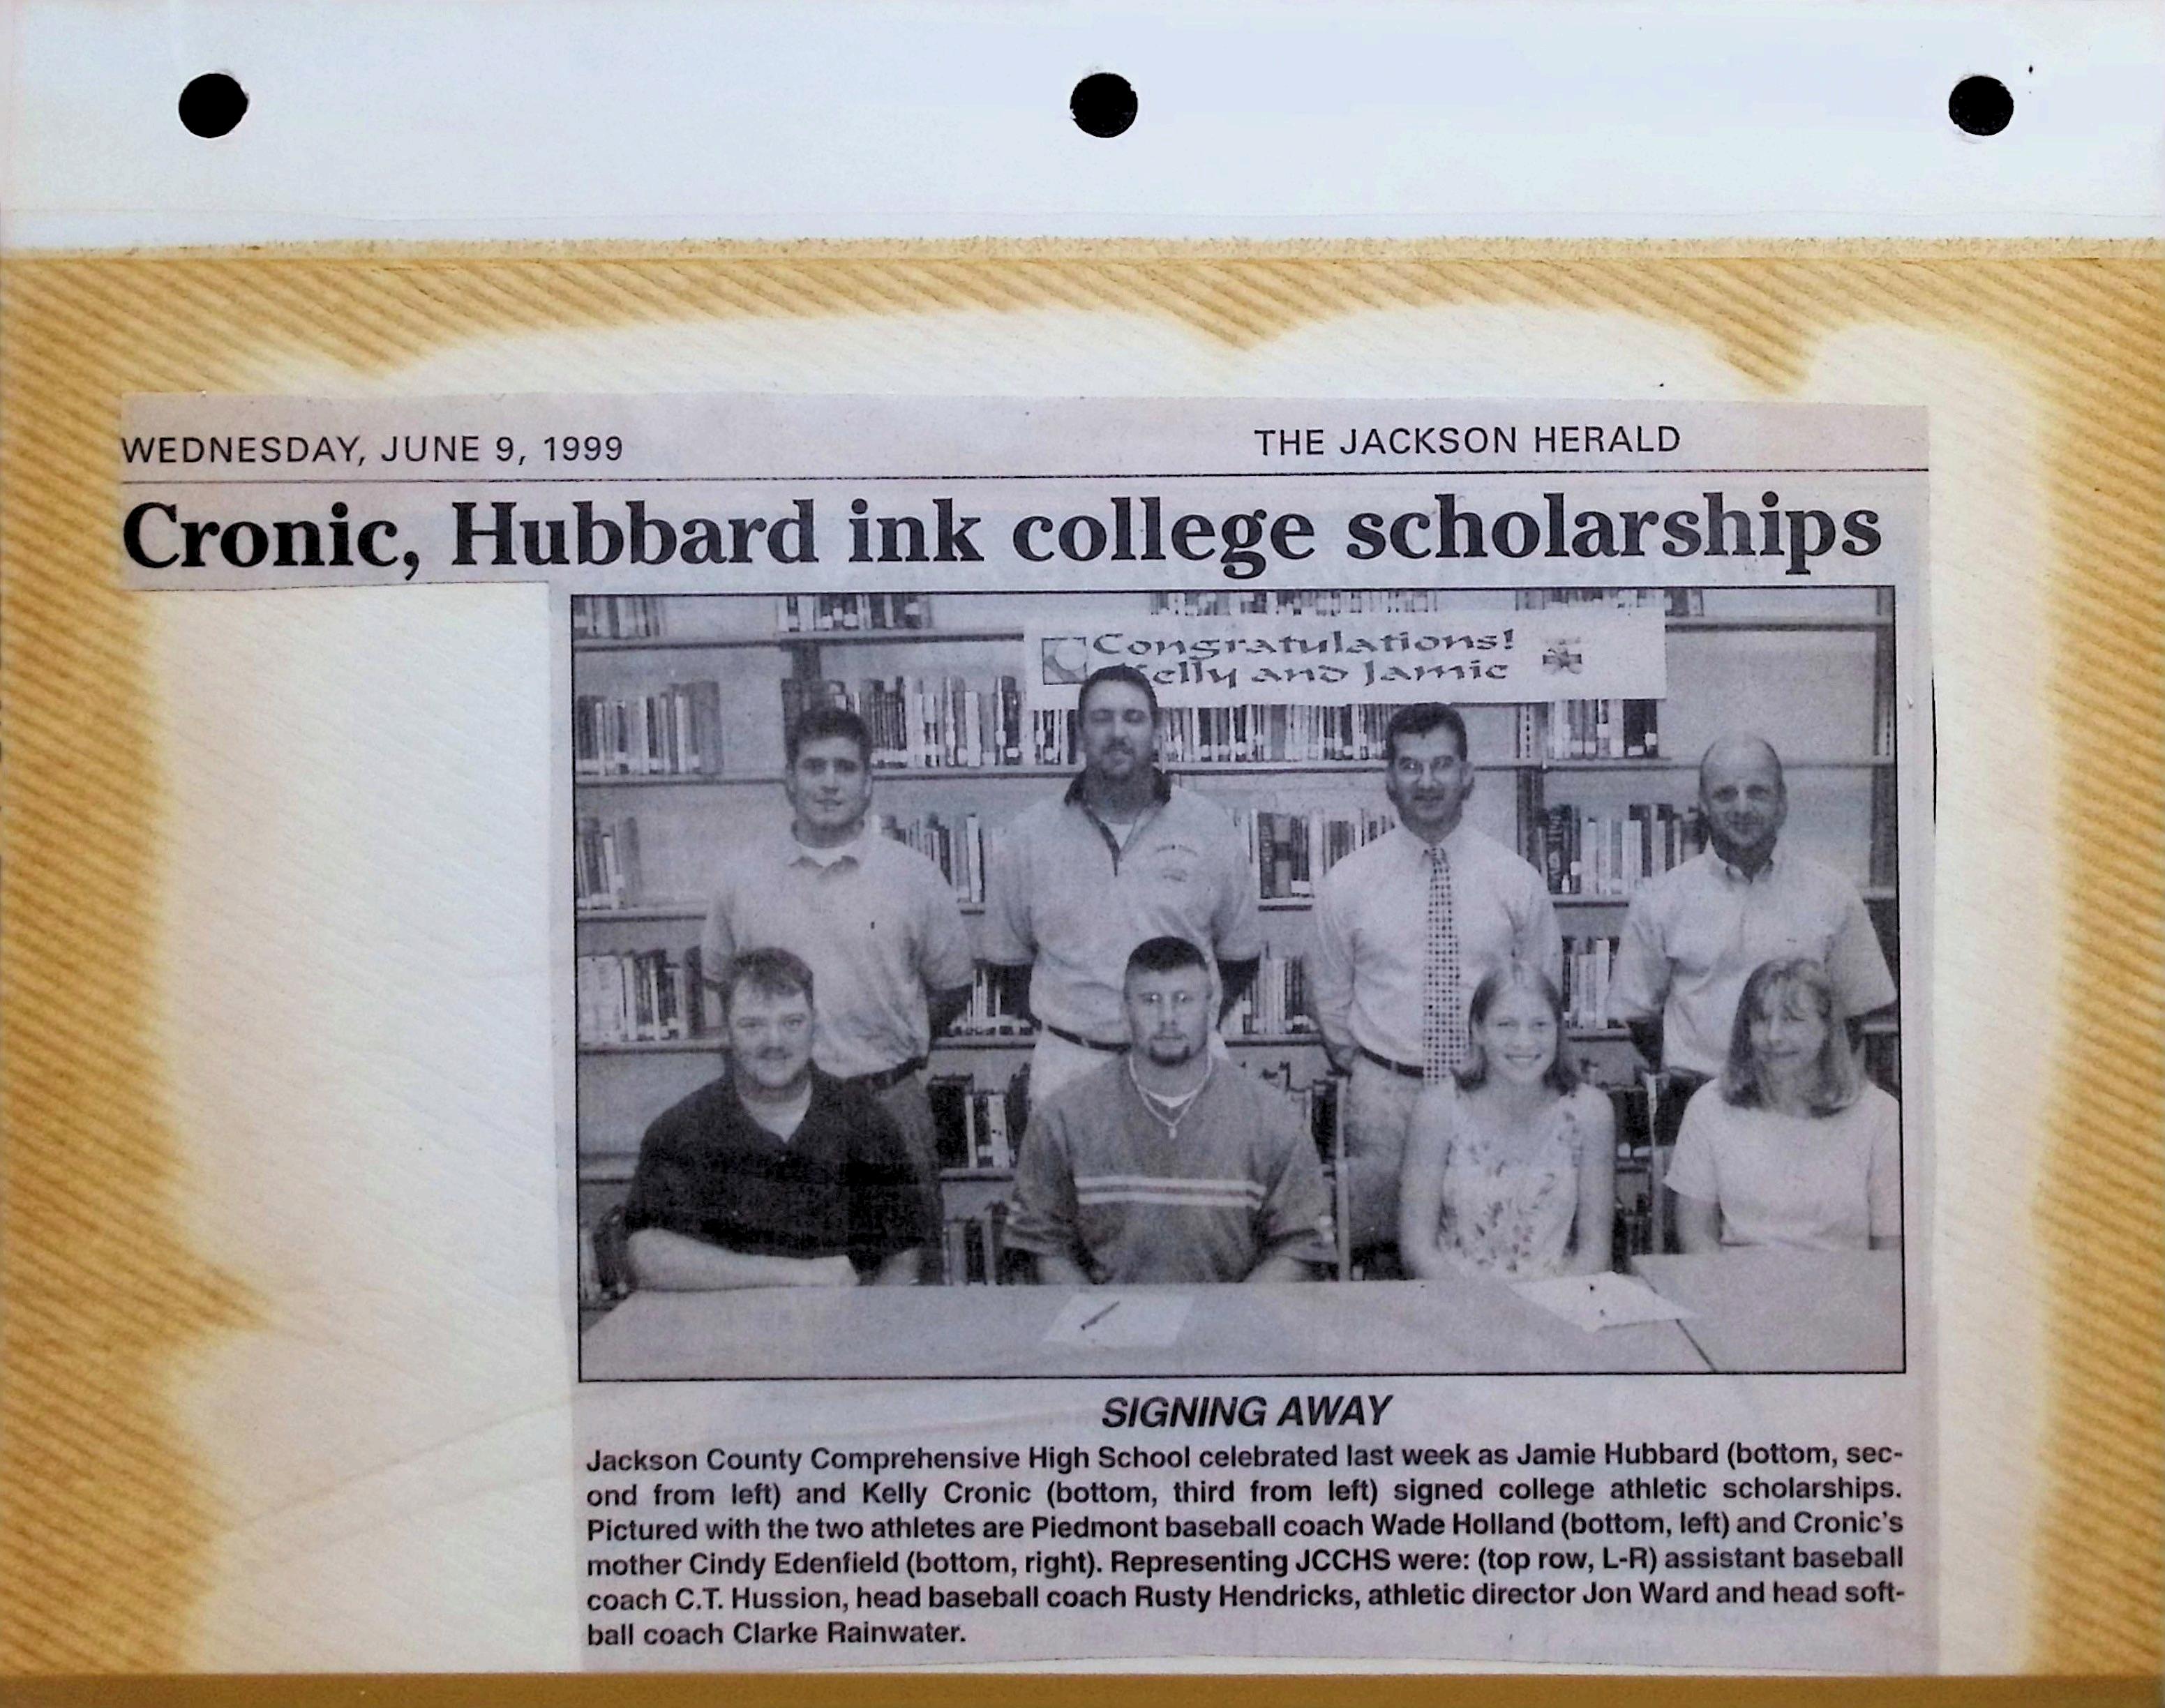 WEDNESDAY, JUNE 9, 1999
THE JACKSON HERALD
Cronic, Hubbard ink college scholarships
Congratulations!
Kelly and Jamie
SIGNING AWAY
Jackson County Comprehensive High School celebrated last week as Jamie Hubbard (bottom, sec-
ond from left) and Kelly Cronic (bottom, third from left) signed college athletic scholarships.
Pictured with the two athletes are Piedmont baseball coach Wade Holland (bottom, left) and Cronic's
mother Cindy Edenfield (bottom, right). Representing JCCHS were: (top row, L-R) assistant baseball
coach C.T. Hussion, head baseball coach Rusty Hendricks, athletic director Jon Ward and head soft-
ball coach Clarke Rainwater.